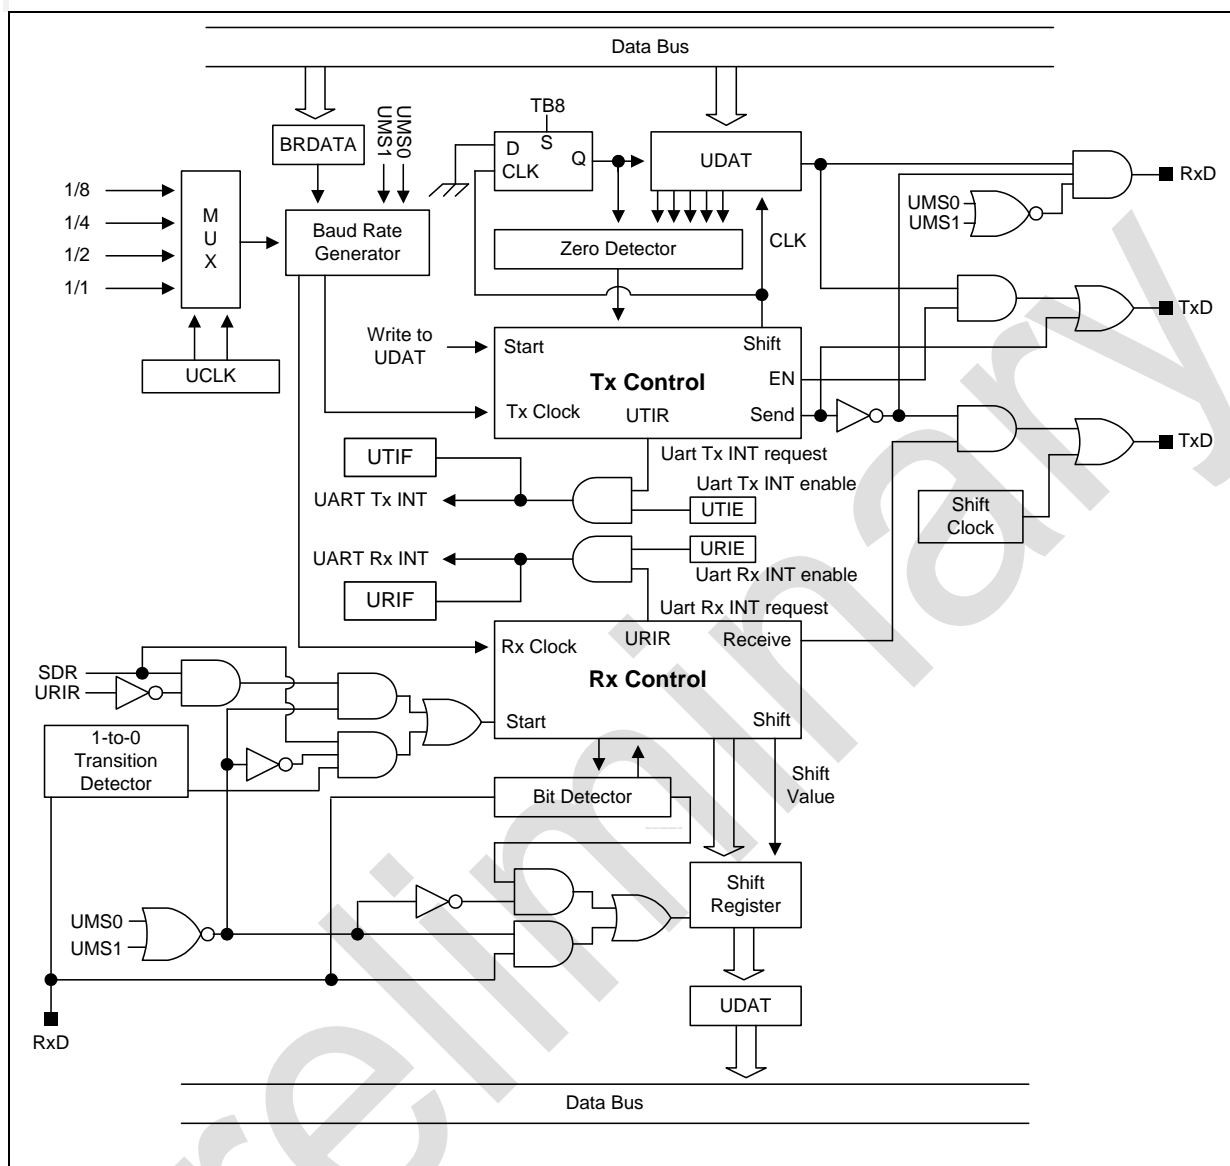 Data Bus
TB8
BRDATA
UMS1
UMS0
D
S
Q
CLK
UDAT
RxD
1/8
1/4
1/2
1/1
M
U
X
Baud Rate
Generator
UMS0
UMS1
Zero Detector
CLK
TxD
Write to
UDAT
Start
Shift
EN
UCLK
Tx Control
Tx Clock
UTIR
Send
TxD
UTIF
Uart Tx INT request
UART Tx INT
Uart Tx INT enable
UTIE
Shift
Clock
UART Rx INT
URIE
Uart Rx INT enable
URIF
Uart Rx INT request
URIR
Receive
Rx Clock
SDR
URIR
Rx Control
Start
Shift
1-to-0
Transition
Detector
Bit Detector
Shift
Value
Shift
Register
UMS0
UMS1
UDAT
RxD
Data Bus
reliminary